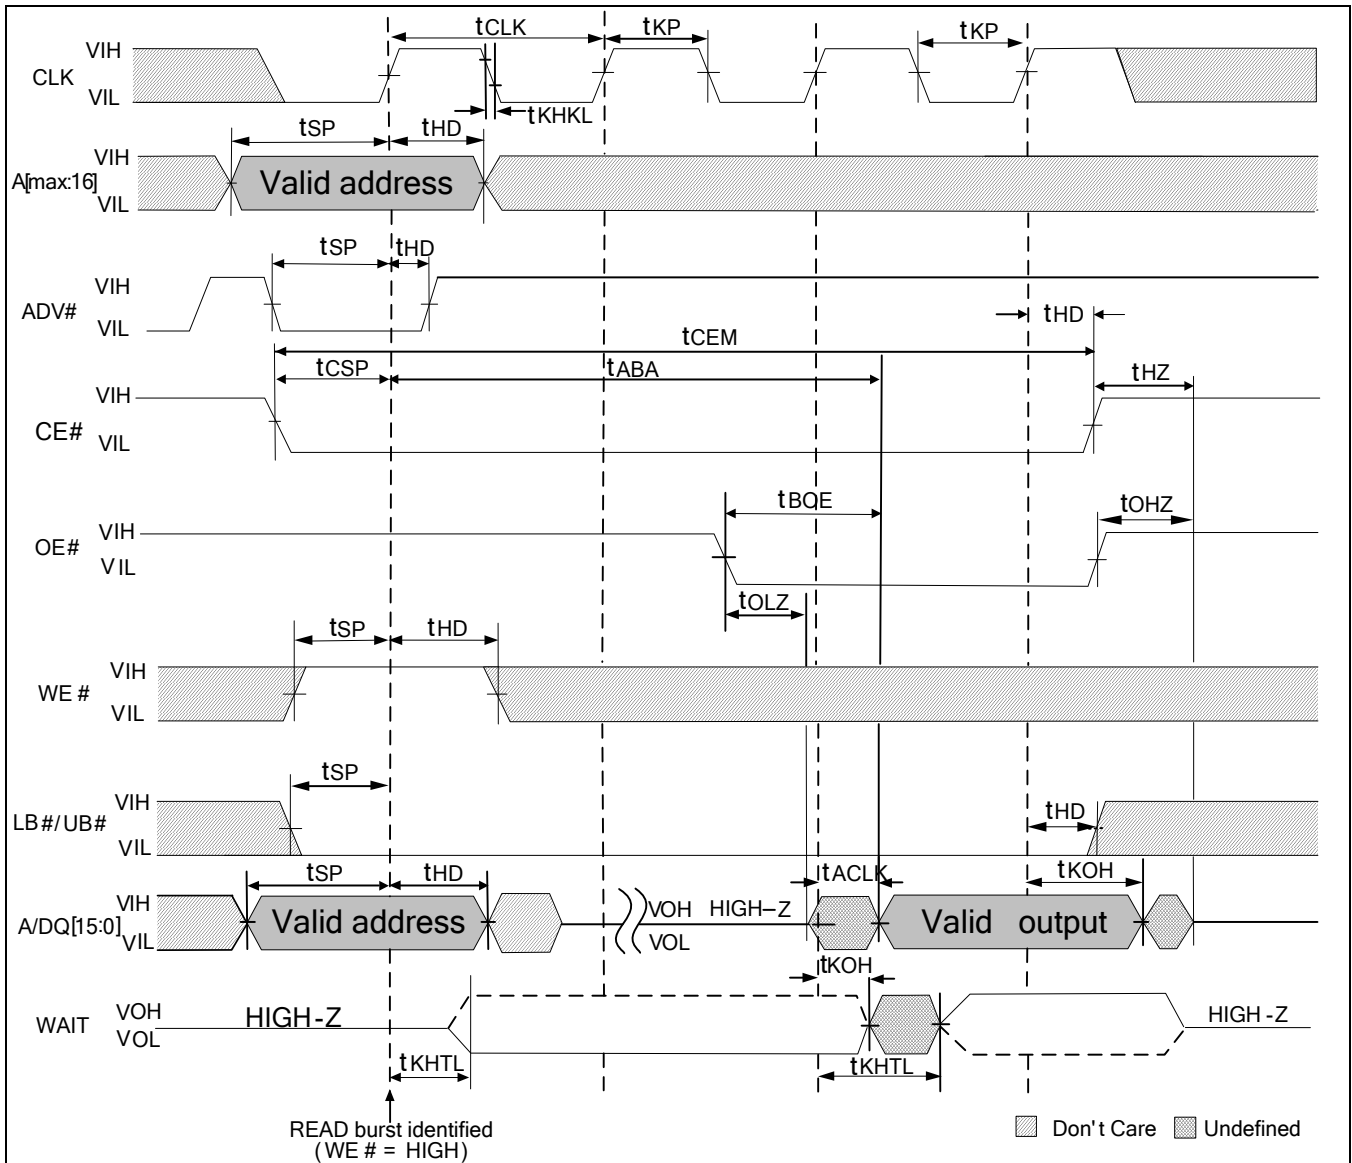 tCLK
tKP
tKP
VIH
CLK
VIL
tKHKL
tSP
tHD
VIH
A[max:16]
VIL
Valid address
tSP
tHD
VIH
ADV#
VIL
tHD
tCEM
tCSP
tABA
tHZ
VIH
CE#
VIL
tBOE
tOHZ
VIH
OE#
VIL
tOLZ
tSP
tHD
VIH
WE #
VIL
tSP
VIH
LB#/UB#
VIL
tHD
tSP
tHD
tACLK
tKOH
VIH
A/DQ[15:0]
VIL
Valid address
VOH
VOL
HIGH-Z
Valid output
tKOH
VOH
WAIT
VOL
HIGH-Z
HIGH-Z
tKHTL
tKHTL
READ burst identified
(WE # = HIGH)
Don't Care
Undefined